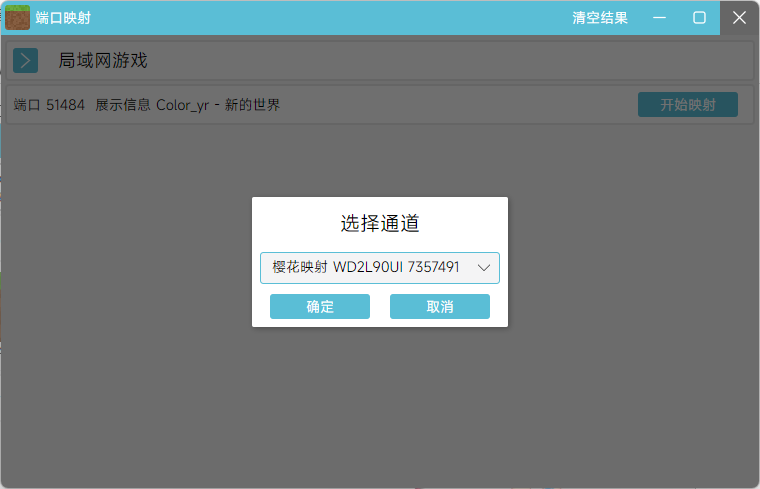 端口映射 清空结果
局域网游戏
端口 51484 展示信息 Color_yr - 新的世界 开始映射
选择通道
樱花映射 WD2L90UI 7357491
确定 取消